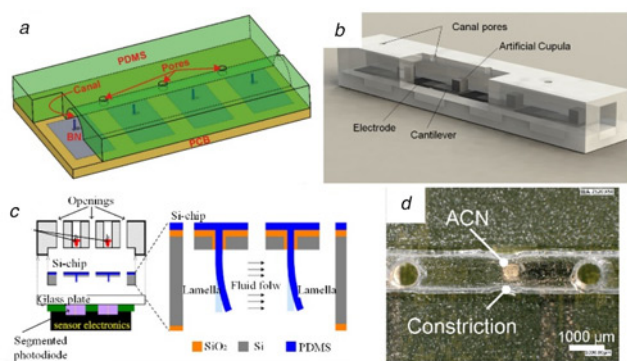 a
PDMS
Pores
Canal
BN
PCB
b
Canal pores
Artificial Cupula
Electrode
Cantilever
c
Openings
Si-chip
Si-chip
Glass plate
Lamella
Fluid folw
Lamella
sensor electronics
Segmented
photodiode
SiO₂
Si
PDMS
d
ACN
Constriction
1000 μm